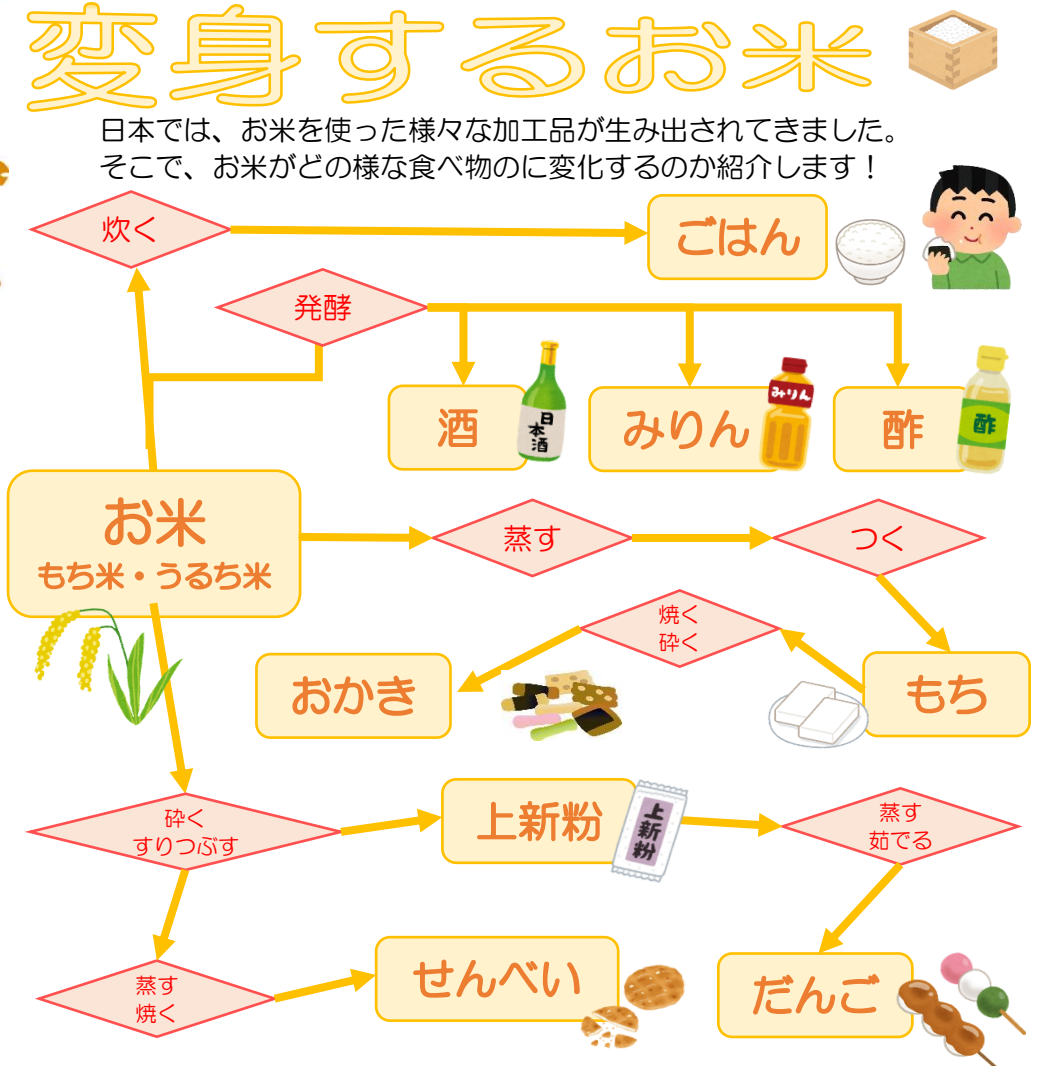 変身するお米
日本では、お米を使った様々な加工品が生み出されてきました。
そこで、お米がどの様な食べ物のに変化するのか紹介します！
炊く
ごはん
発酵
酒
日本酒
みりん
みりん
酢
酢
お米
もち米・うるち米
蒸す
つく
焼く
砕く
おかき
もち
砕く
すりつぶす
上新粉
上新粉
蒸す
茹でる
蒸す
焼く
せんべい
だんご